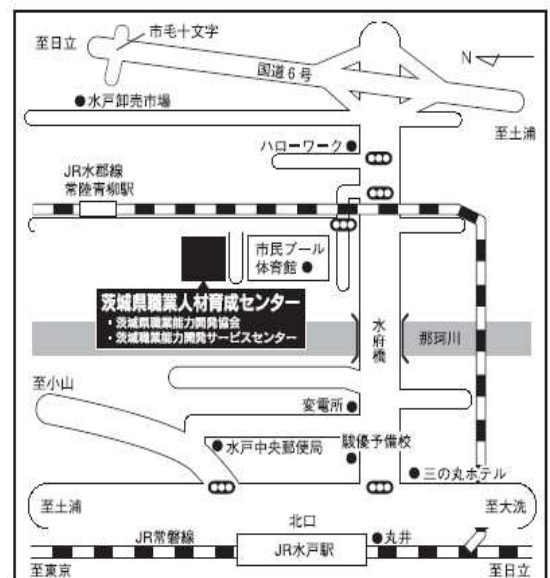 市毛十文字
至日立
国道6号
N
水戸卸売市場
至土浦
ハローワーク
JR水郡線
常陸青柳駅
市民プール
体育館
茨城県職業人材育成センター
・茨城県職業能力開発協会
・茨城職業能力開発サービスセンター
水府橋
那珂川
至小山
変電所
水戸中央郵便局
駿優予備校
三の丸ホテル
至土浦
至大洗
北口
JR常磐線
JR水戸駅
丸井
至東京
至日立